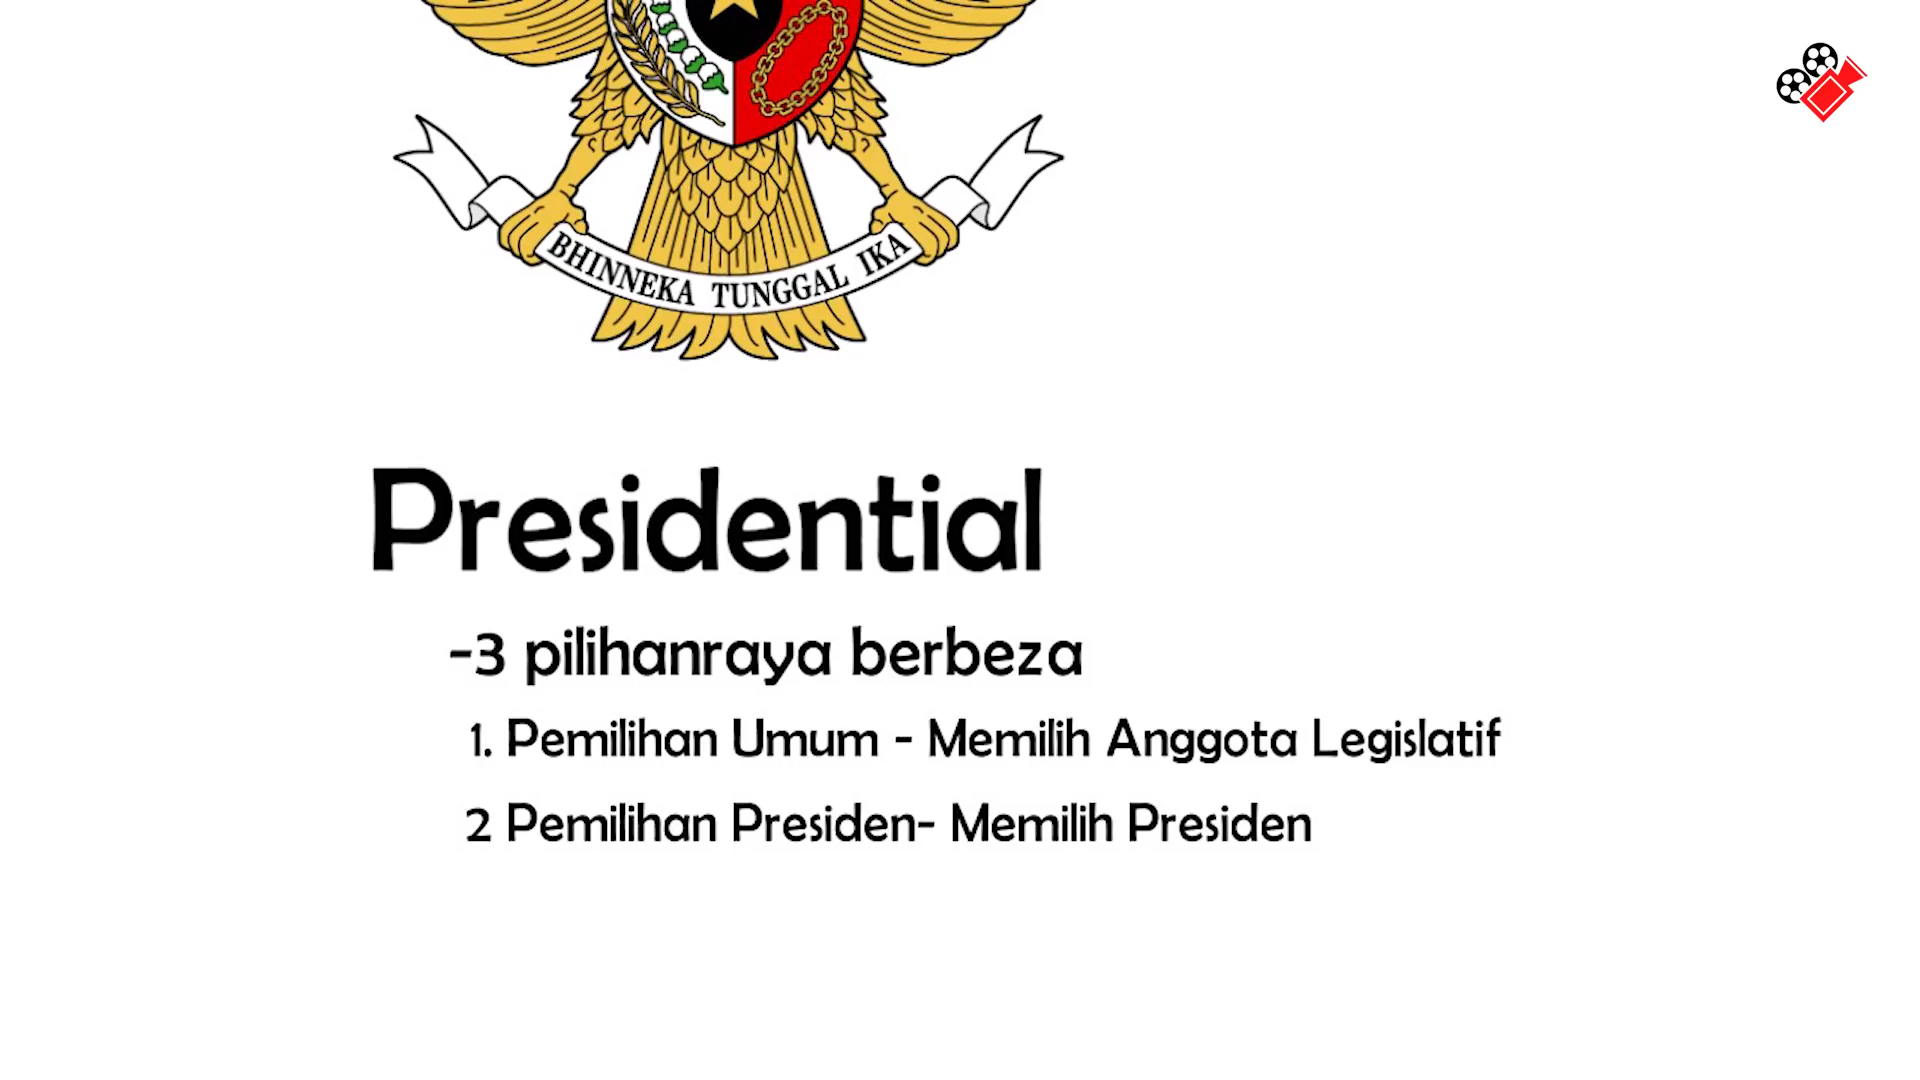 BHINNEKA TUNGGAL IKA
Presidential
-3 pilihanraya berbeza
1. Pemilihan Umum - Memilih Anggota Legislatif
2 Pemilihan Presiden- Memilih Presiden